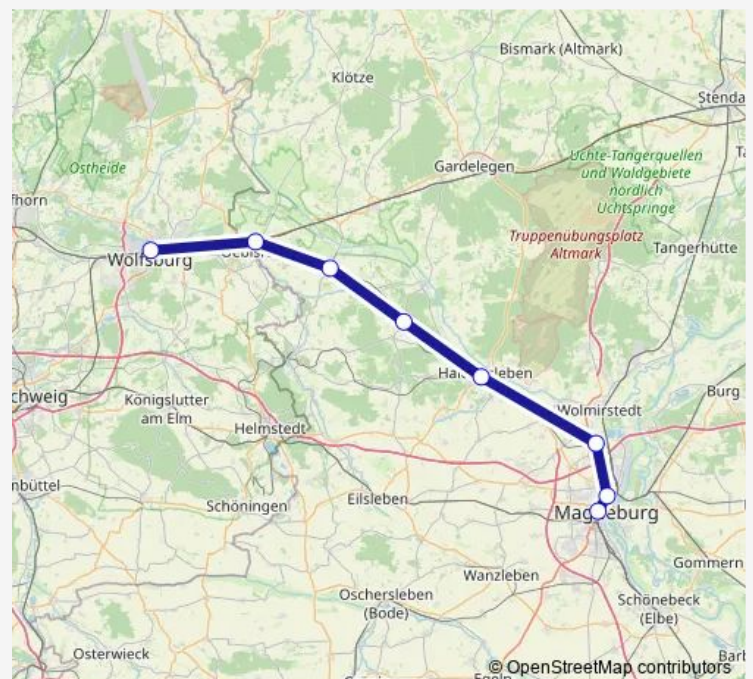 Bismark (Altmark)
Klötze
Stenda
Ostheide
Gardelegen
Uchte-Tangerquellen
und Waldgebiete
nördlich
Uchtspringe
fhorn
Truppenübungsplatz
Altmark
Tangerhütte
Wolfsburg
chweig
Königslutter
am Elm
Helmstedt
Wolmirstedt
Burg
nbüttel
Schöningen
Eilsleben
Magdeburg
Wanzleben
Gommern
Oschersleben
(Bode)
Schönebeck
(Elbe)
Osterwieck
Barb
© OpenStreetMap contributors